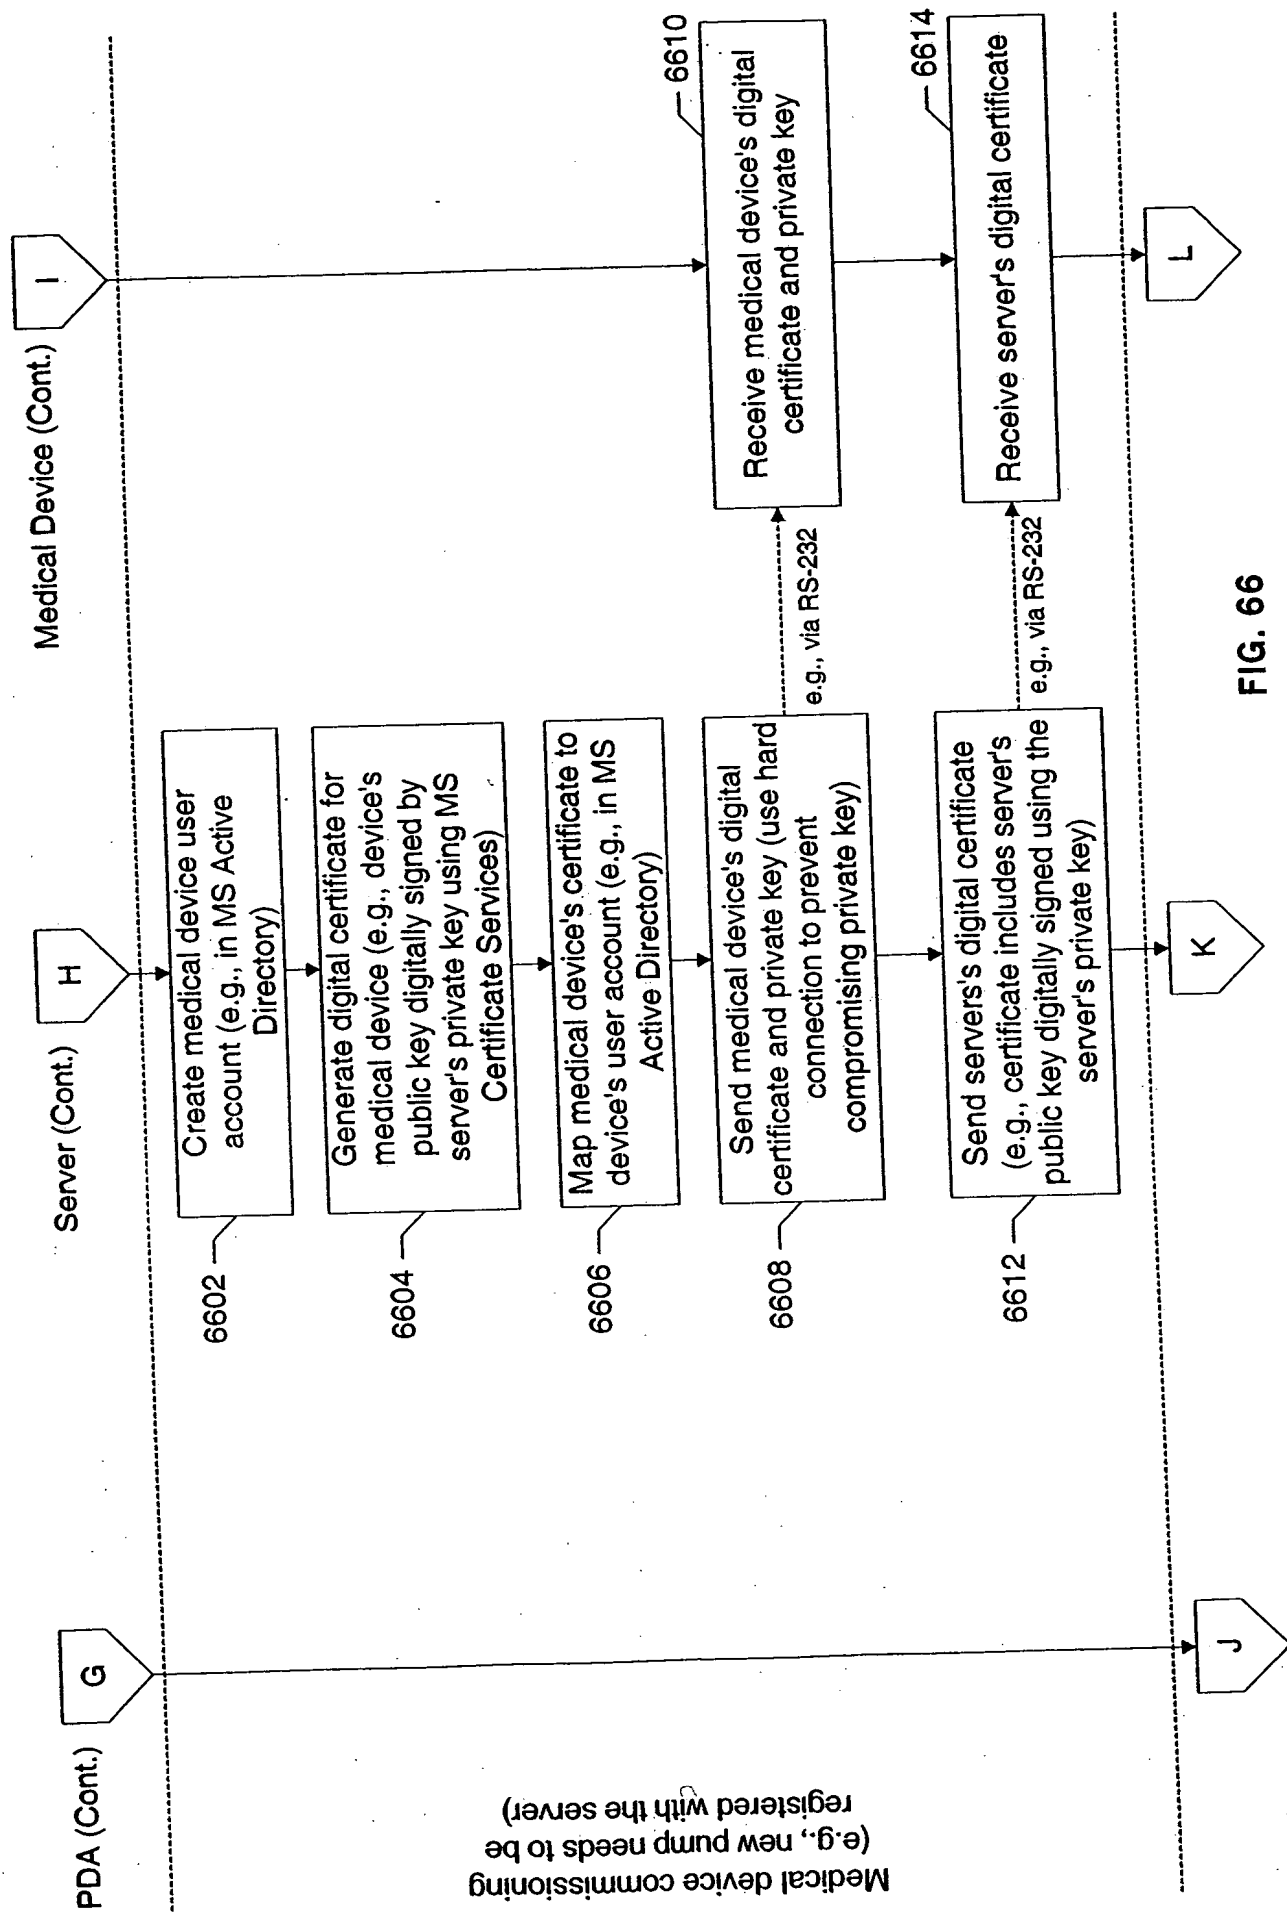 PDA (Cont.)
G
Server (Cont.)
H
Medical Device (Cont.)
I
Medical device commissioning
(e.g., new pump needs to be
registered with the server)
6602
Create medical device user
account (e.g., in MS Active
Directory)
6604
Generate digital certificate for
medical device (e.g., device's
public key digitally signed by
server's private key using MS
Certificate Services)
6606
Map medical device's certificate to
device's user account (e.g., in MS
Active Directory)
6608
Send medical device's digital
certificate and private key (use hard
connection to prevent
compromising private key)
e.g., via RS-232
6610
Receive medical device's digital
certificate and private key
6612
Send servers's digital certificate
(e.g., certificate includes server's
public key digitally signed using the
server's private key)
e.g., via RS-232
6614
Receive server's digital certificate
J
K
L
FIG. 66